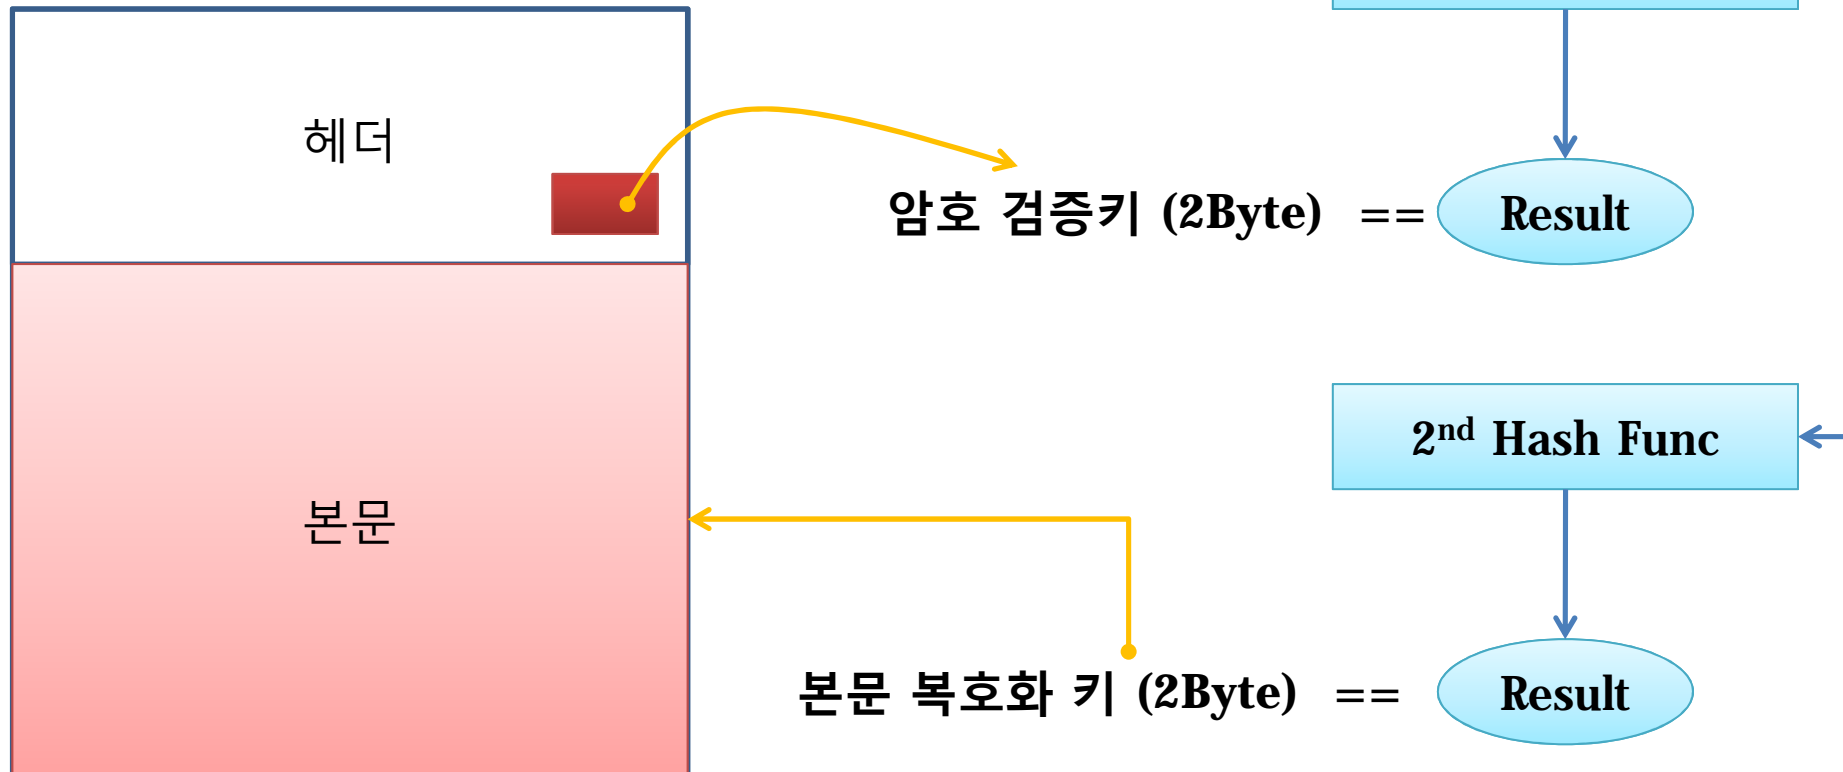 헤더
암호 검증키 (2Byte) == Result
2nd Hash Func
본문
본문 복호화 키 (2Byte) == Result